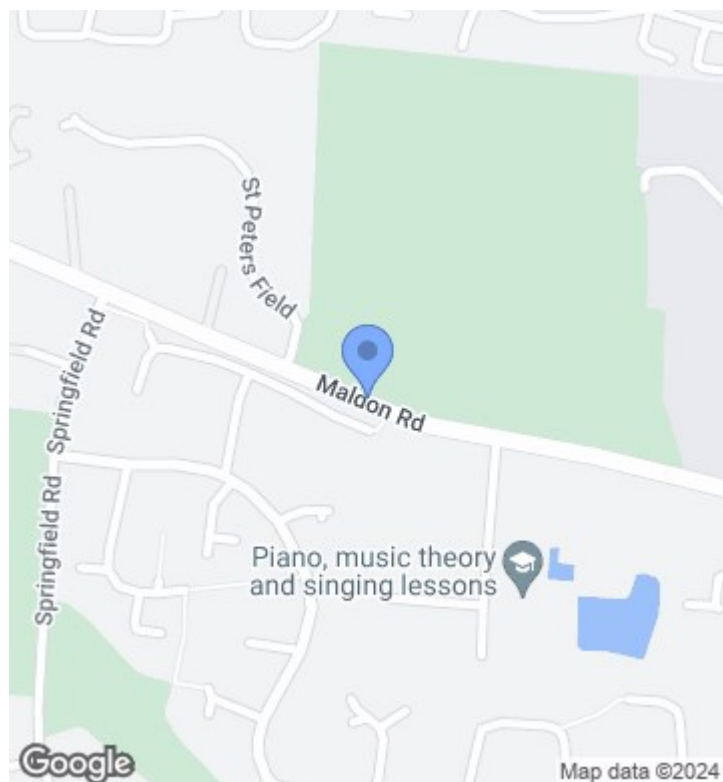 St Peters Field
Springfield Rd
Maldon Rd
Springfield Rd
Piano, music theory
and singing lessons
Google
Map data ©2024